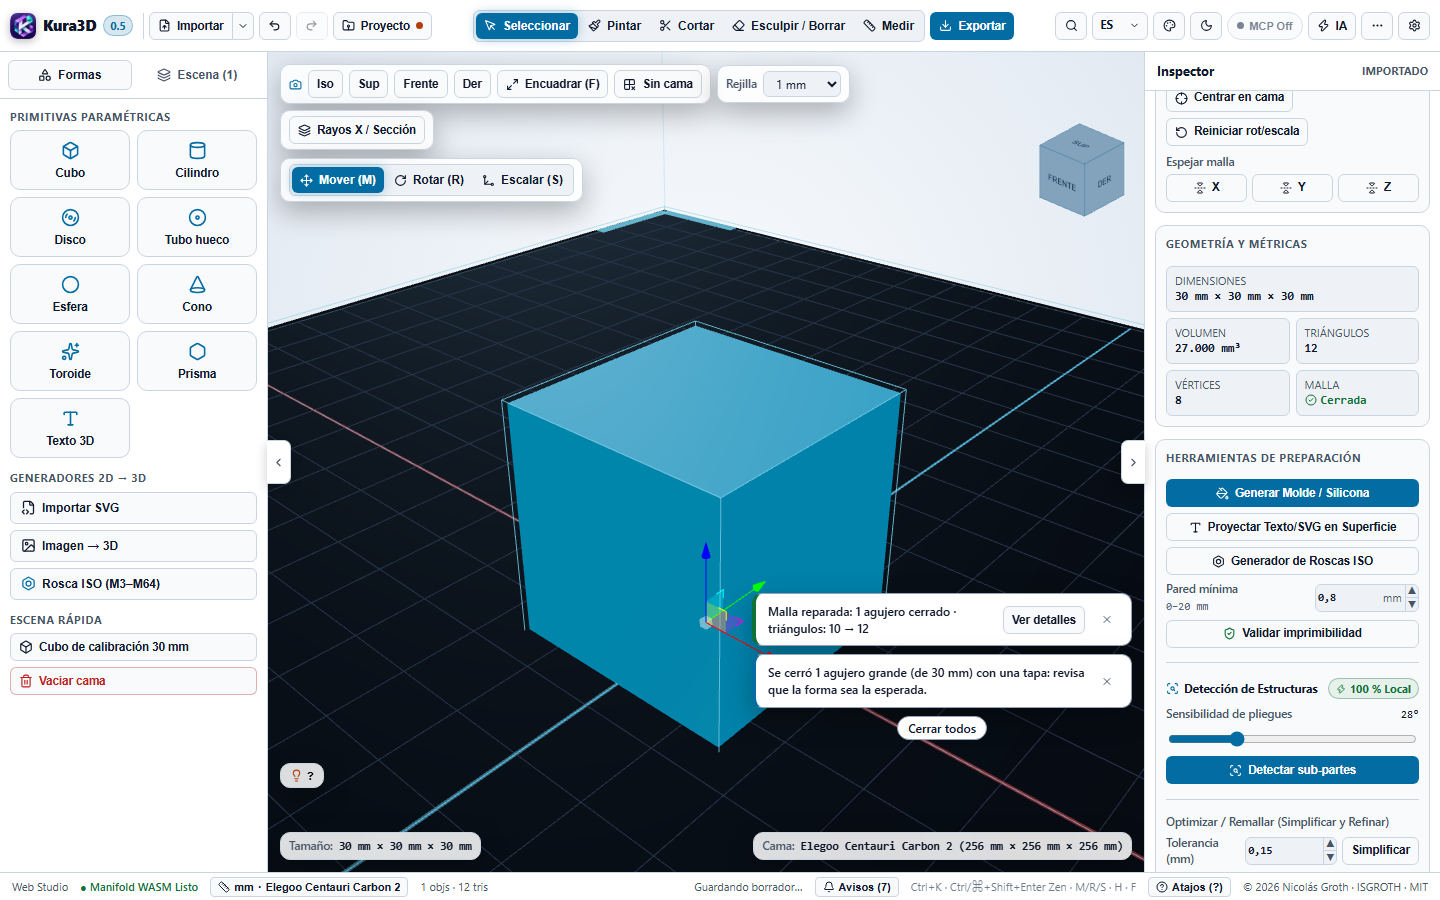 Kura3D 0.5
Importar
Proyecto
Seleccionar
Pintar
Cortar
Esculpir / Borrar
Medir
Exportar
ES
MCP Off
IA
Formas
Escena (1)
PRIMITIVAS PARAMÉTRICAS
Cubo
Cilindro
Disco
Tubo hueco
Esfera
Cono
Toroide
Prisma
Texto 3D
GENERADORES 2D → 3D
Importar SVG
Imagen → 3D
Rosca ISO (M3–M64)
ESCENA RÁPIDA
Cubo de calibración 30 mm
Vaciar cama
Iso
Sup
Frente
Der
Encuadrar (F)
Sin cama
Rejilla
1 mm
Rayos X / Sección
Mover (M)
Rotar (R)
Escalar (S)
SUP
FRENTE
DER
Malla reparada: 1 agujero cerrado ·
triángulos: 10 → 12
Ver detalles
Se cerró 1 agujero grande (de 30 mm) con una tapa: revisa
que la forma sea la esperada.
Cerrar todos
?
Tamaño: 30 mm × 30 mm × 30 mm
Cama: Elegoo Centauri Carbon 2 (256 mm × 256 mm × 256 mm)
Inspector
IMPORTADO
Centrar en cama
Reiniciar rot/escala
Espejar malla
X
Y
Z
GEOMETRÍA Y MÉTRICAS
DIMENSIONES
30 mm × 30 mm × 30 mm
VOLUMEN
27.000 mm³
TRIÁNGULOS
12
VÉRTICES
8
MALLA
Cerrada
HERRAMIENTAS DE PREPARACIÓN
Generar Molde / Silicona
Proyectar Texto/SVG en Superficie
Generador de Roscas ISO
Pared mínima
0–20 mm
0,8 mm
Validar imprimibilidad
Detección de Estructuras
100 % Local
Sensibilidad de pliegues
28°
Detectar sub-partes
Optimizar / Remallar (Simplificar y Refinar)
Tolerancia
(mm)
0,15
Simplificar
Web Studio
Manifold WASM Listo
mm · Elegoo Centauri Carbon 2
1 objs · 12 tris
Guardando borrador...
Avisos (7)
Ctrl+K · Ctrl/⌘+Shift+Enter Zen · M/R/S · H · F
Atajos (?)
© 2026 Nicolás Groth · ISGROTH · MIT